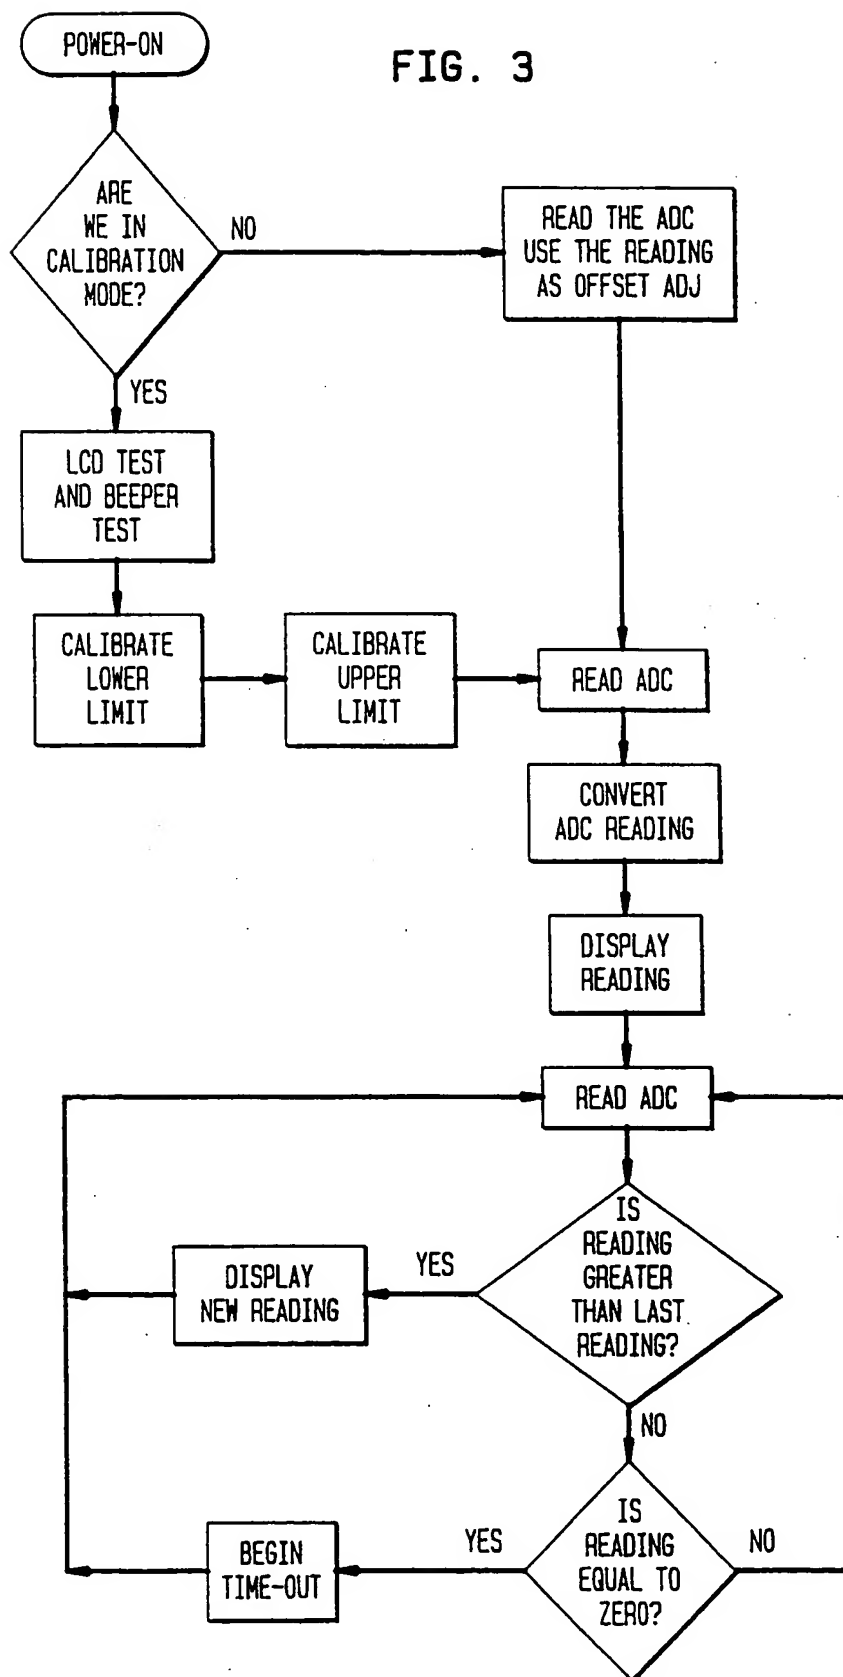 POWER-ON
FIG. 3
ARE
WE IN
CALIBRATION
MODE?
NO
READ THE ADC
USE THE READING
AS OFFSET ADJ
YES
LCD TEST
AND BEEPER
TEST
CALIBRATE
LOWER
LIMIT
CALIBRATE
UPPER
LIMIT
READ ADC
CONVERT
ADC READING
DISPLAY
READING
READ ADC
IS
READING
GREATER
THAN LAST
READING?
YES
DISPLAY
NEW READING
NO
IS
READING
EQUAL TO
ZERO?
YES
NO
BEGIN
TIME-OUT